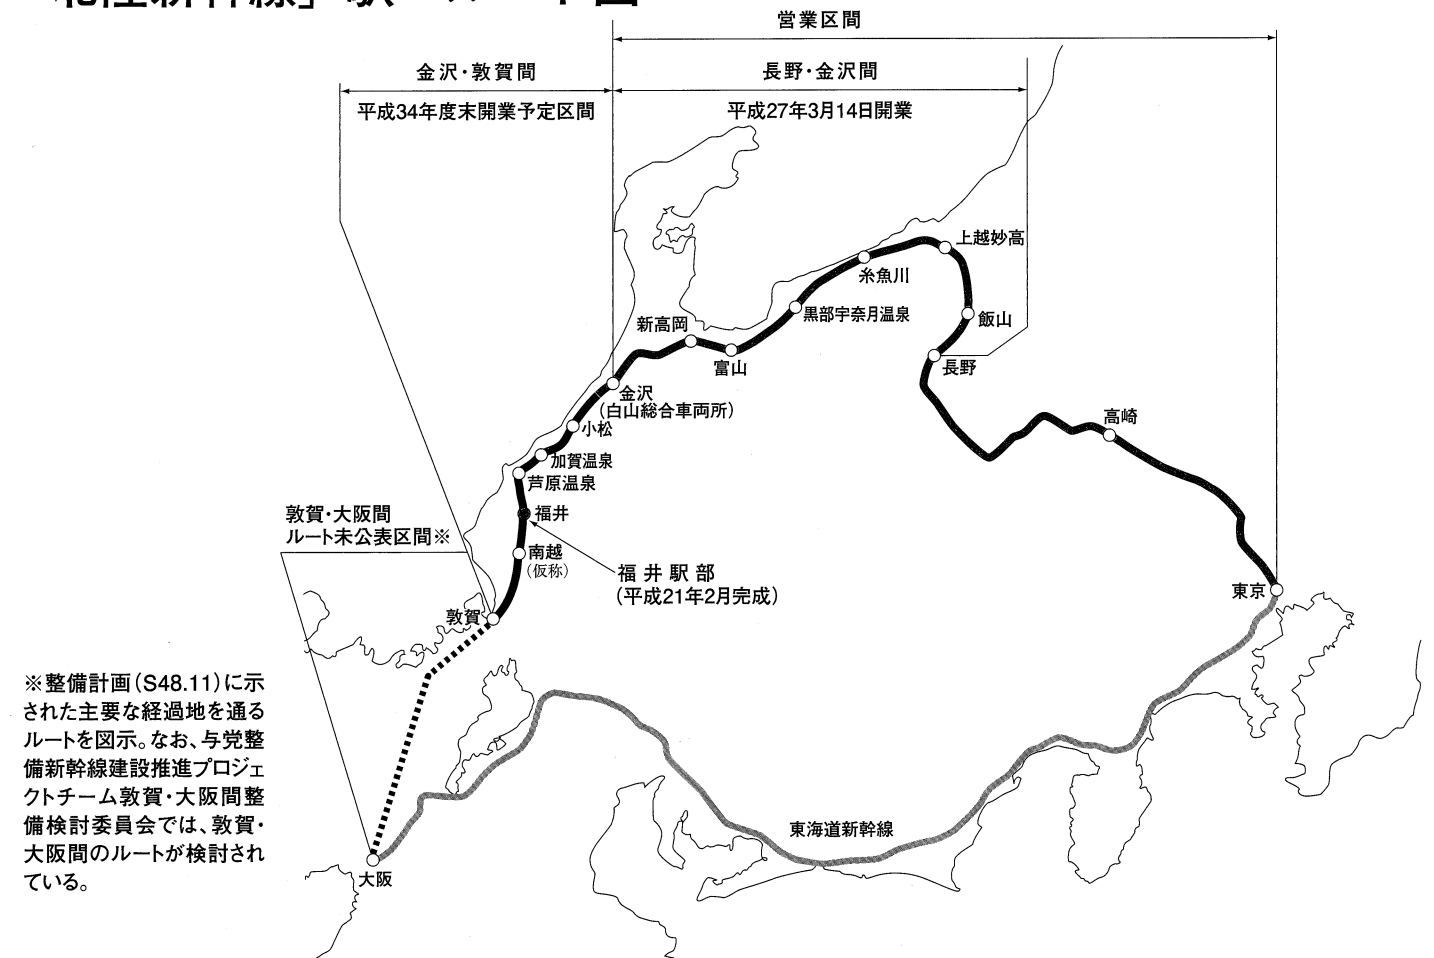 営業区間
金沢・敦賀間
長野・金沢間
平成34年度末開業予定区間
平成27年3月14日開業
上越妙高
糸魚川
黒部宇奈月温泉
飯山
新高岡
富山
長野
金沢
(白山総合車両所)
高崎
小松
加賀温泉
芦原温泉
敦賀・大阪間
ルート未公表区間※
福井
南越
(仮称)
福井駅部
(平成21年2月完成)
東京
敦賀
※整備計画(S48.11)に示
された主要な経過地を通る
ルートを図示。なお、与党整
備新幹線建設推進プロジェ
クトチーム敦賀・大阪間整
備検討委員会では、敦賀・
大阪間のルートが検討され
ている。
東海道新幹線
大阪